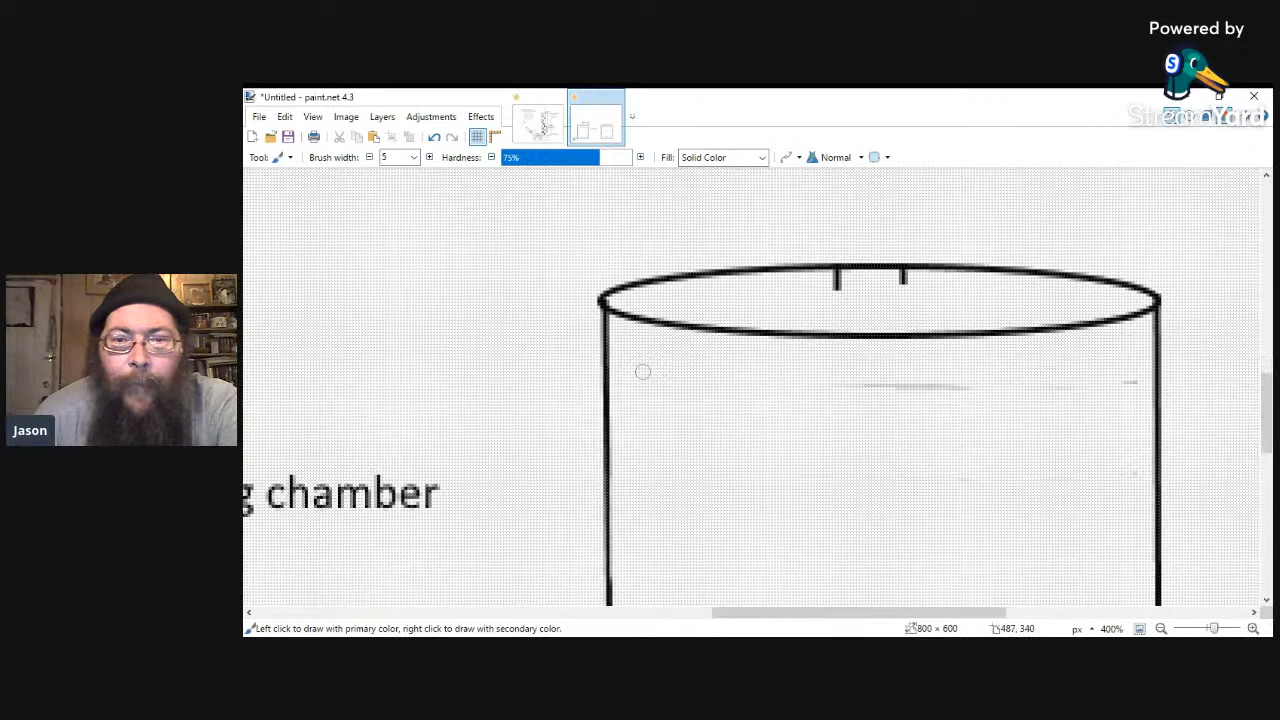 Powered by
S
StreamYard
*Untitled - paint.net 4.3
File Edit View Image Layers Adjustments Effects
Tool: Brush width: 5 Hardness: 75% Fill: Solid Color Normal
g chamber
Jason
Left click to draw with primary color, right click to draw with secondary color.
800 × 600 487, 340 px 400%